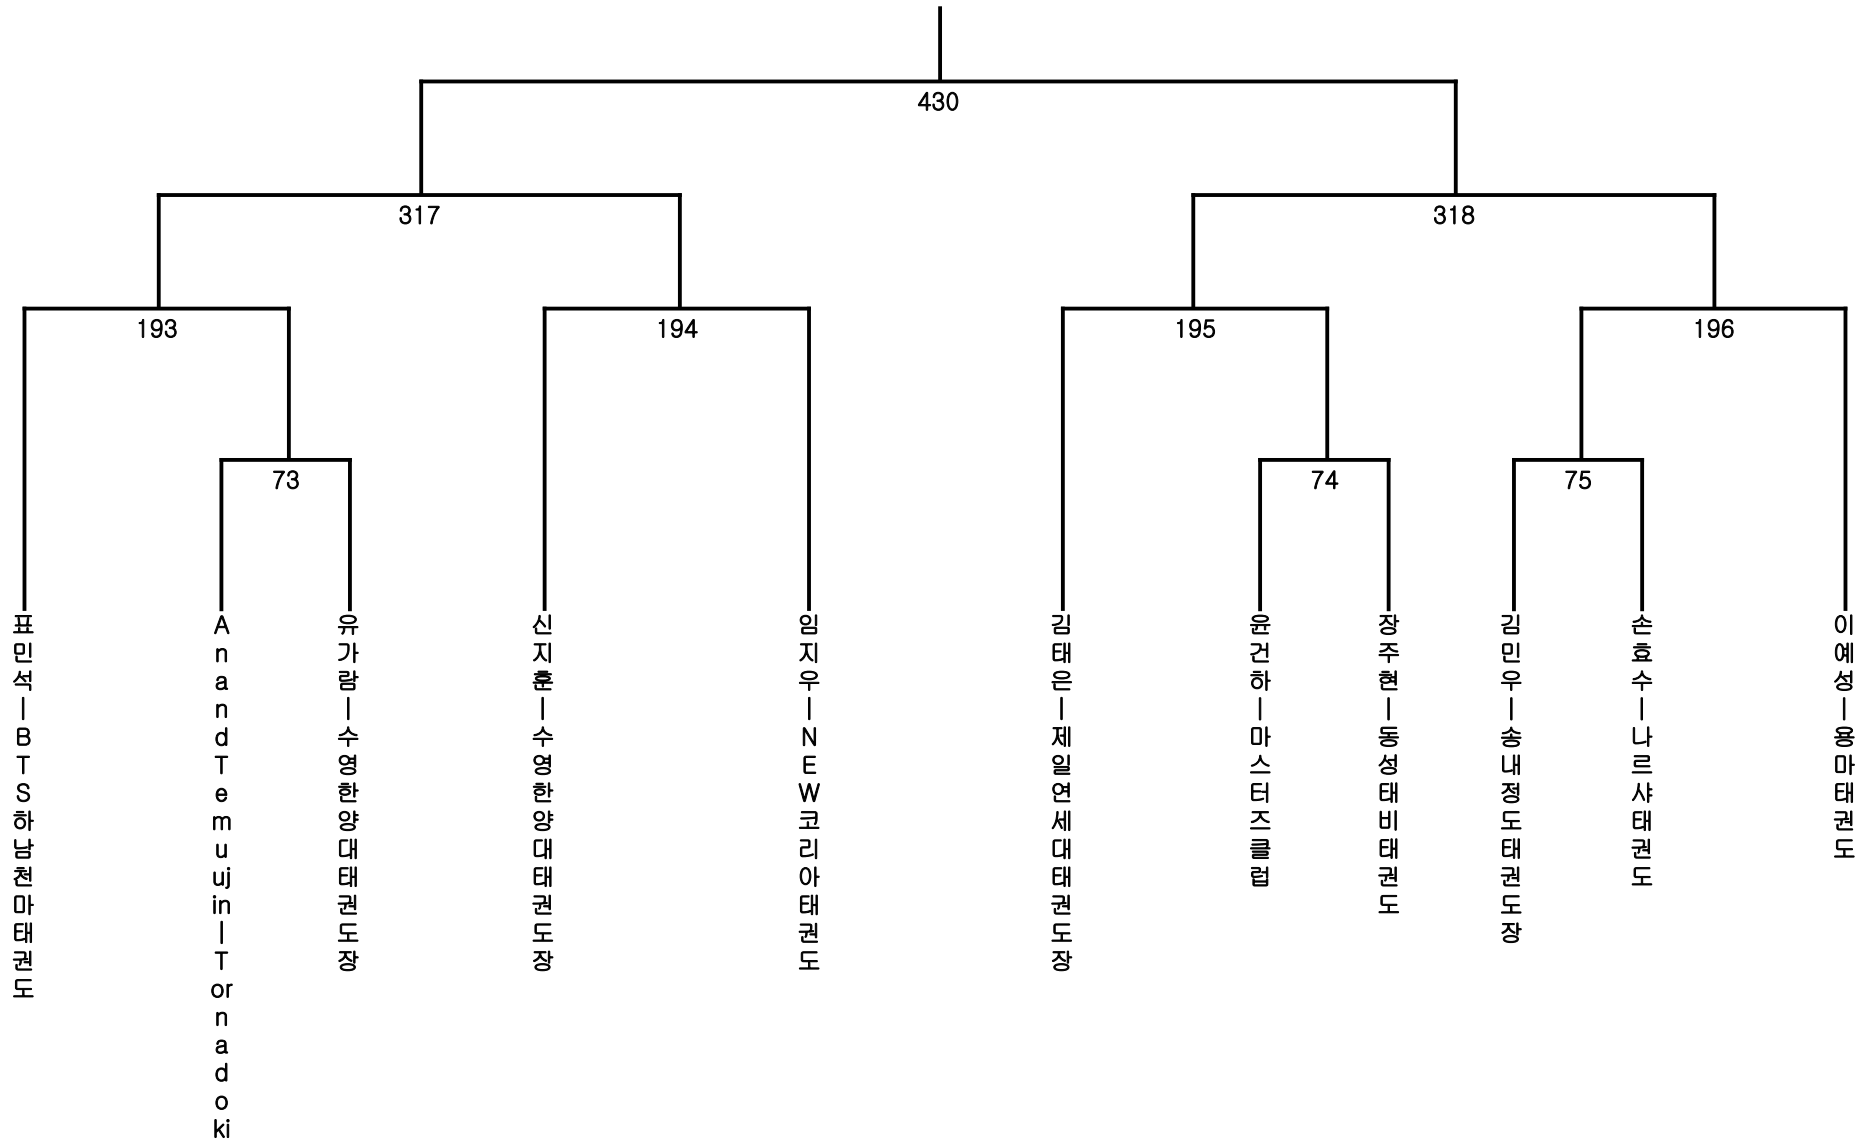 430
317
318
193
194
195
196
73
74
75
표민석-BTS하남천마태권도
AnandTemuujin-Tornadoki
유가람-수영한양대태권도장
신지훈-수영한양대태권도장
임지우-NEW코리아태권도
김태은-제일연세대태권도장
윤건하-마스터즈클럽
장주현-동성태비태권도
김민우-송내정도태권도장
손효수-나르샤태권도
이예성-용마태권도